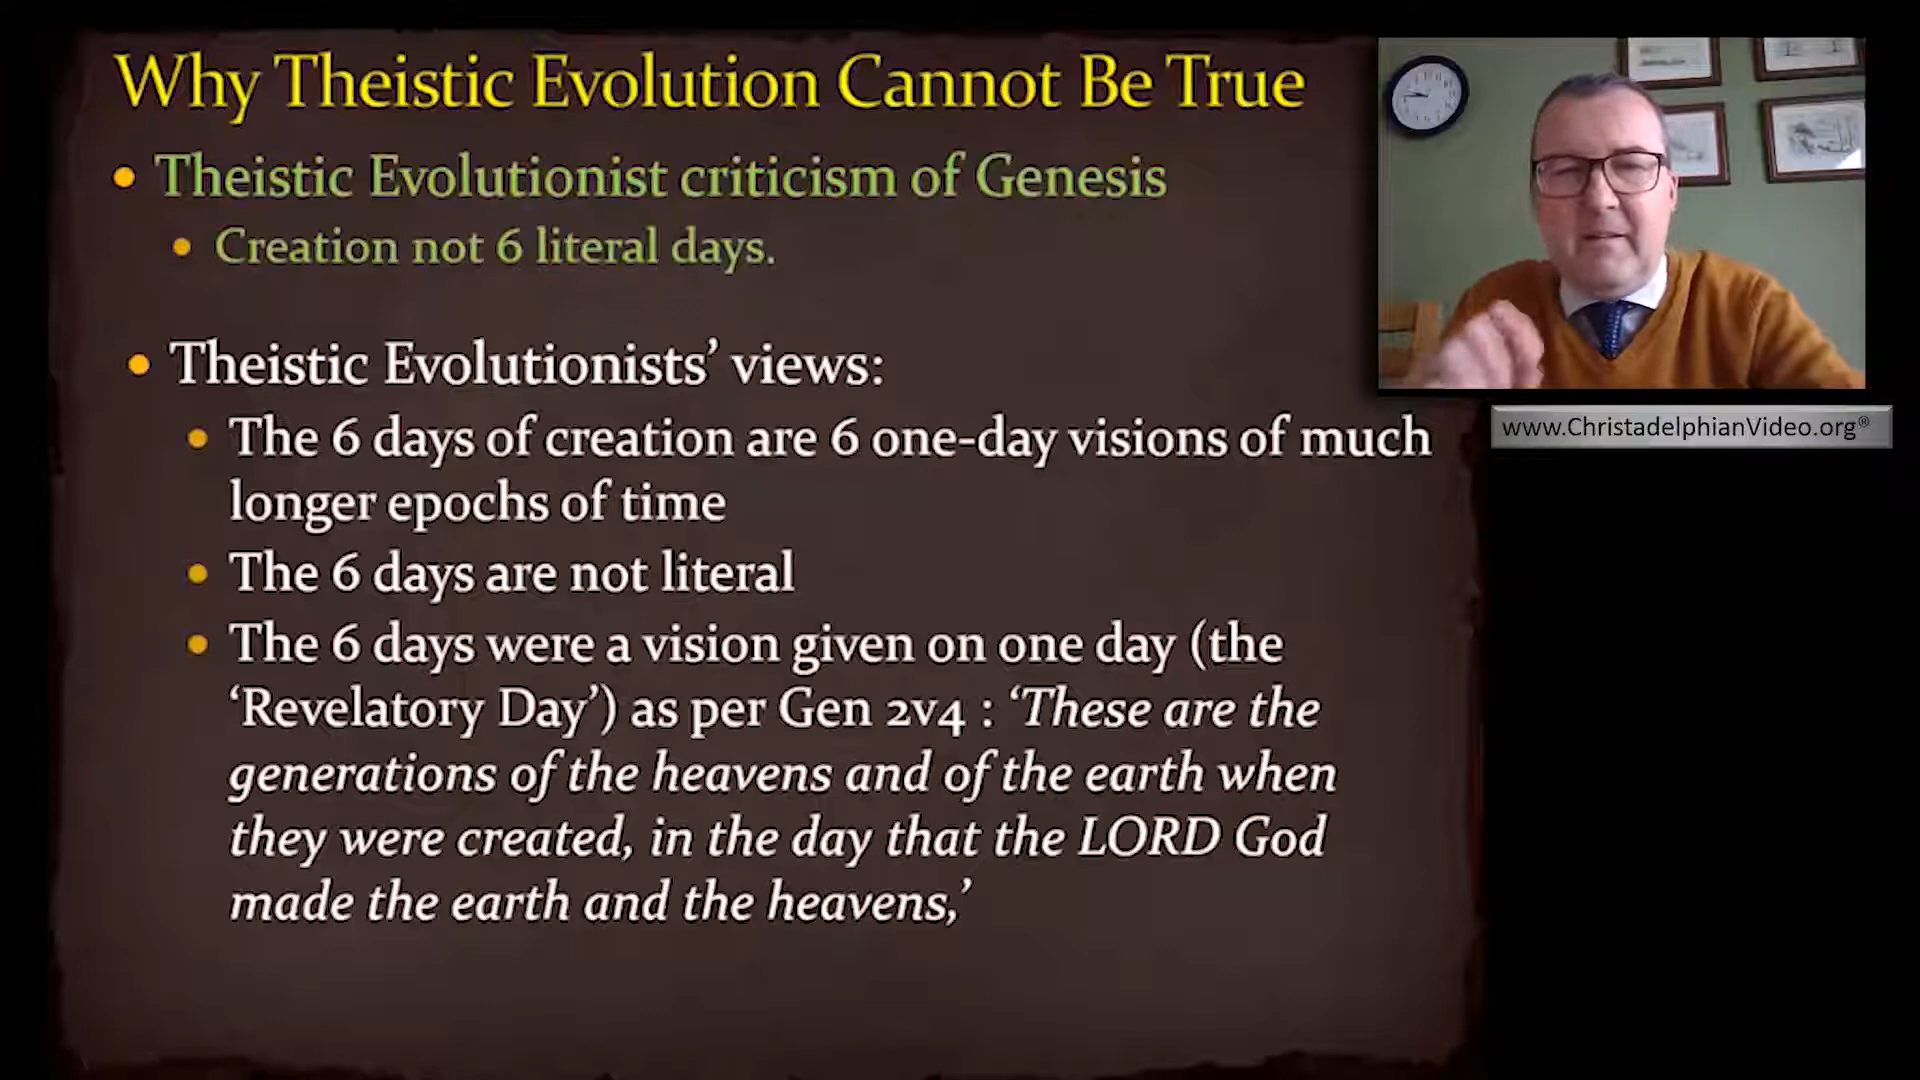 Why Theistic Evolution Cannot Be True
• Theistic Evolutionist criticism of Genesis
• Creation not 6 literal days.
• Theistic Evolutionists’ views:
• The 6 days of creation are 6 one-day visions of much
longer epochs of time
• The 6 days are not literal
• The 6 days were a vision given on one day (the
‘Revelatory Day’) as per Gen 2v4 : ‘These are the
generations of the heavens and of the earth when
they were created, in the day that the LORD God
made the earth and the heavens,’
www.ChristadelphianVideo.org®